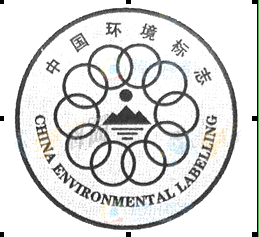 中国环境标志
CHINA ENVIRONMENTAL LABELLING